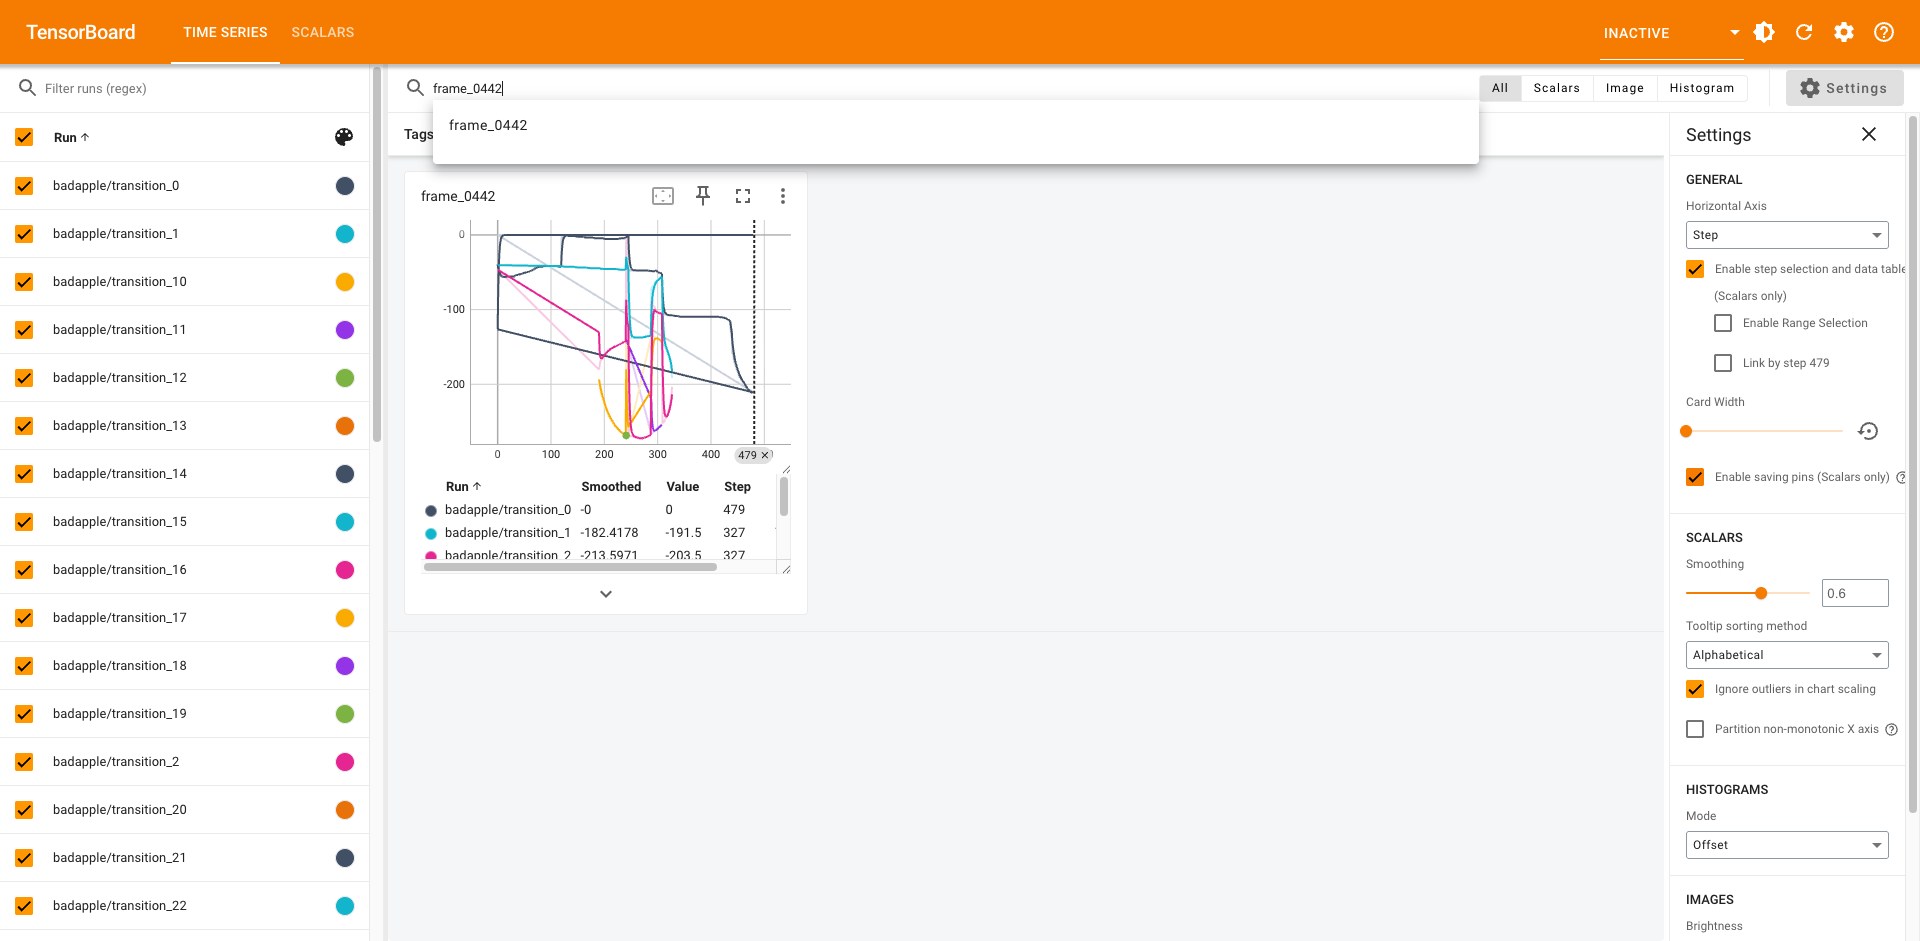 TensorBoard
TIME SERIES
SCALARS
INACTIVE
Filter runs (regex)
frame_0442
All
Scalars
Image
Histogram
Settings
frame_0442
Run
Tags
Settings
badapple/transition_0
badapple/transition_1
badapple/transition_10
badapple/transition_11
badapple/transition_12
badapple/transition_13
badapple/transition_14
badapple/transition_15
badapple/transition_16
badapple/transition_17
badapple/transition_18
badapple/transition_19
badapple/transition_2
badapple/transition_20
badapple/transition_21
badapple/transition_22
frame_0442
0
-100
-200
0 100 200 300 400 479
Run Smoothed Value Step
badapple/transition_0 -0 0 479
badapple/transition_1 -182.4178 -191.5 327
badapple/transition_2 -213.5971 -203.5 327
GENERAL
Horizontal Axis
Step
Enable step selection and data table
(Scalars only)
Enable Range Selection
Link by step 479
Card Width
Enable saving pins (Scalars only)
SCALARS
Smoothing
0.6
Tooltip sorting method
Alphabetical
Ignore outliers in chart scaling
Partition non-monotonic X axis
HISTOGRAMS
Mode
Offset
IMAGES
Brightness